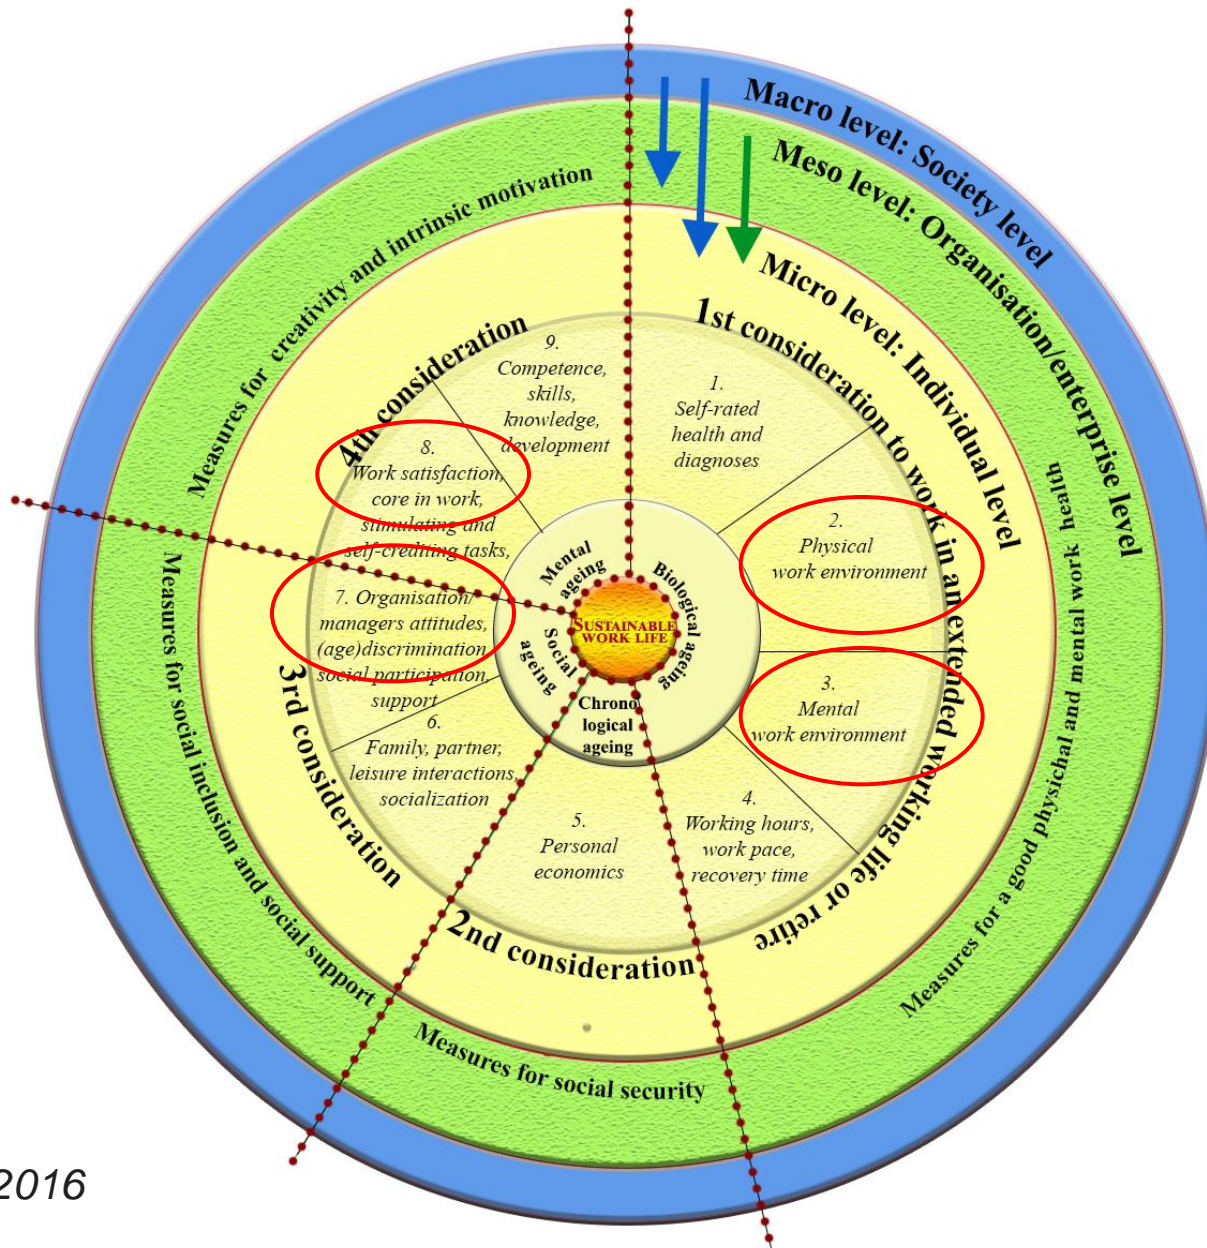 Macro level: Society level
Meso level: Organisation/enterprise level
Micro level: Individual level
1st consideration to work in an extended working life or retire
Measures for a good physichal and mental work health
Measures for creativity and intrinsic motivation
4th consideration
9.
Competence,
skills,
knowledge,
development
1.
Self-rated
health and
diagnoses
8.
Work satisfaction,
core in work,
stimulating and
self-crediting tasks,
2.
Physical
work environment
Mental
ageing
Biological ageing
SUSTAINABLE
WORK LIFE
Social
ageing
Chrono
logical
ageing
7. Organisation/
managers attitudes,
(age)discrimination
social participation,
support
3.
Mental
work environment
3rd consideration
Measures for social inclusion and social support
6.
Family, partner,
leisure interactions,
socialization
5.
Personal
economics
4.
Working hours,
work pace,
recovery time
2nd consideration
Measures for social security
2016